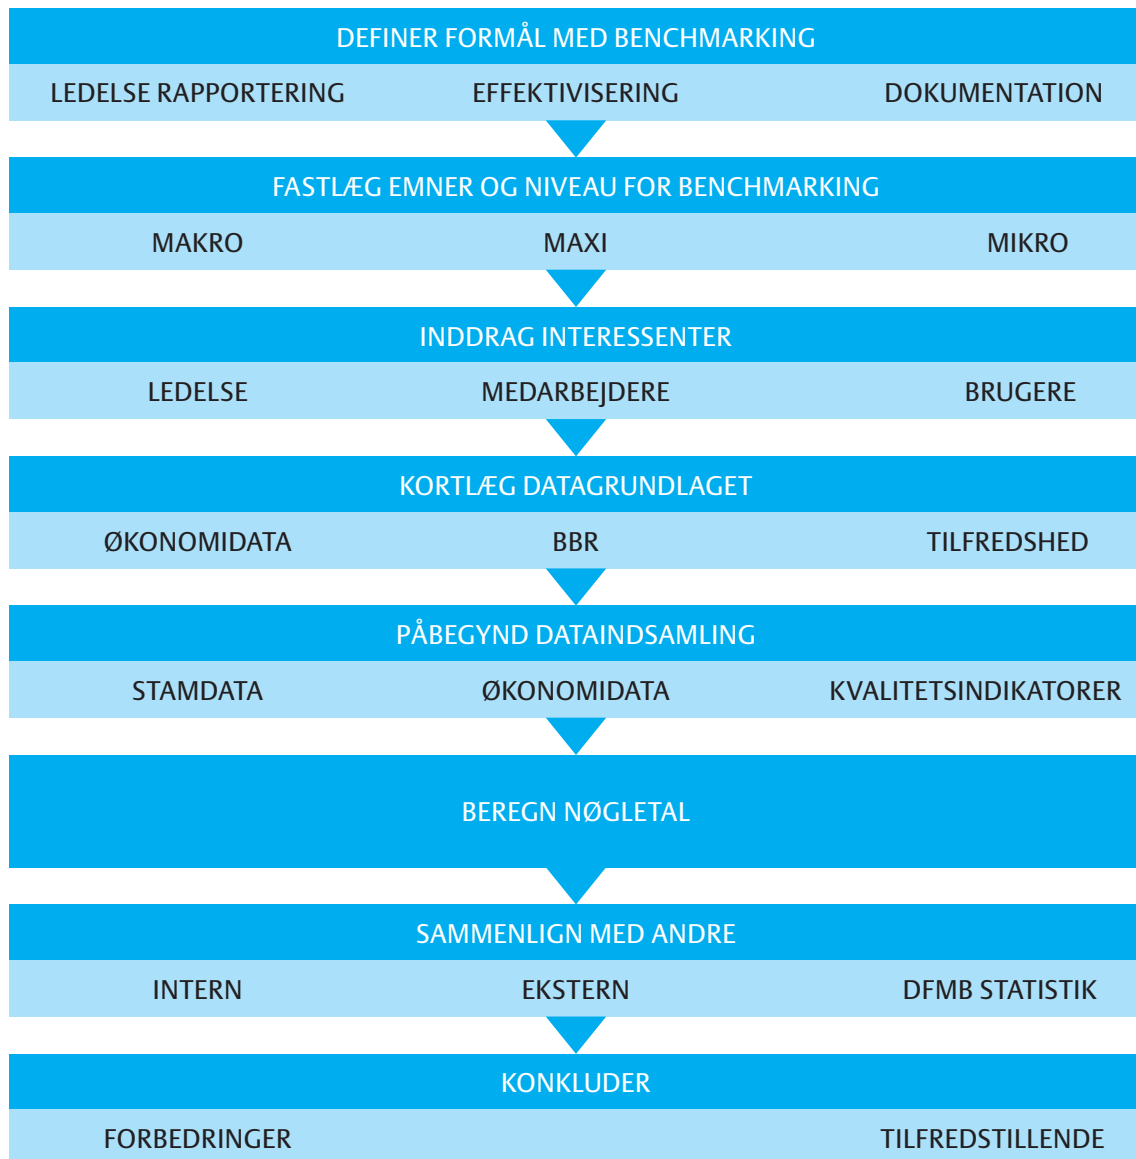 DEFINER FORMÅL MED BENCHMARKING
LEDELSE RAPPORTERING EFFEKTIVISERING DOKUMENTATION
FASTLÆG EMNER OG NIVEAU FOR BENCHMARKING
MAKRO MAXI MIKRO
INDDRAG INTERESSENTER
LEDELSE MEDARBEJDERE BRUGERE
KORTLÆG DATAGRUNDLAGET
ØKONOMIDATA BBR TILFREDSHED
PÅBEGYND DATAINDSAMLING
STAMDATA ØKONOMIDATA KVALITETSINDIKATORER
BEREGN NØGLETAL
SAMMENLIGN MED ANDRE
INTERN EKSTERN DFMB STATISTIK
KONKLUDER
FORBEDRINGER TILFREDSTILLENDE